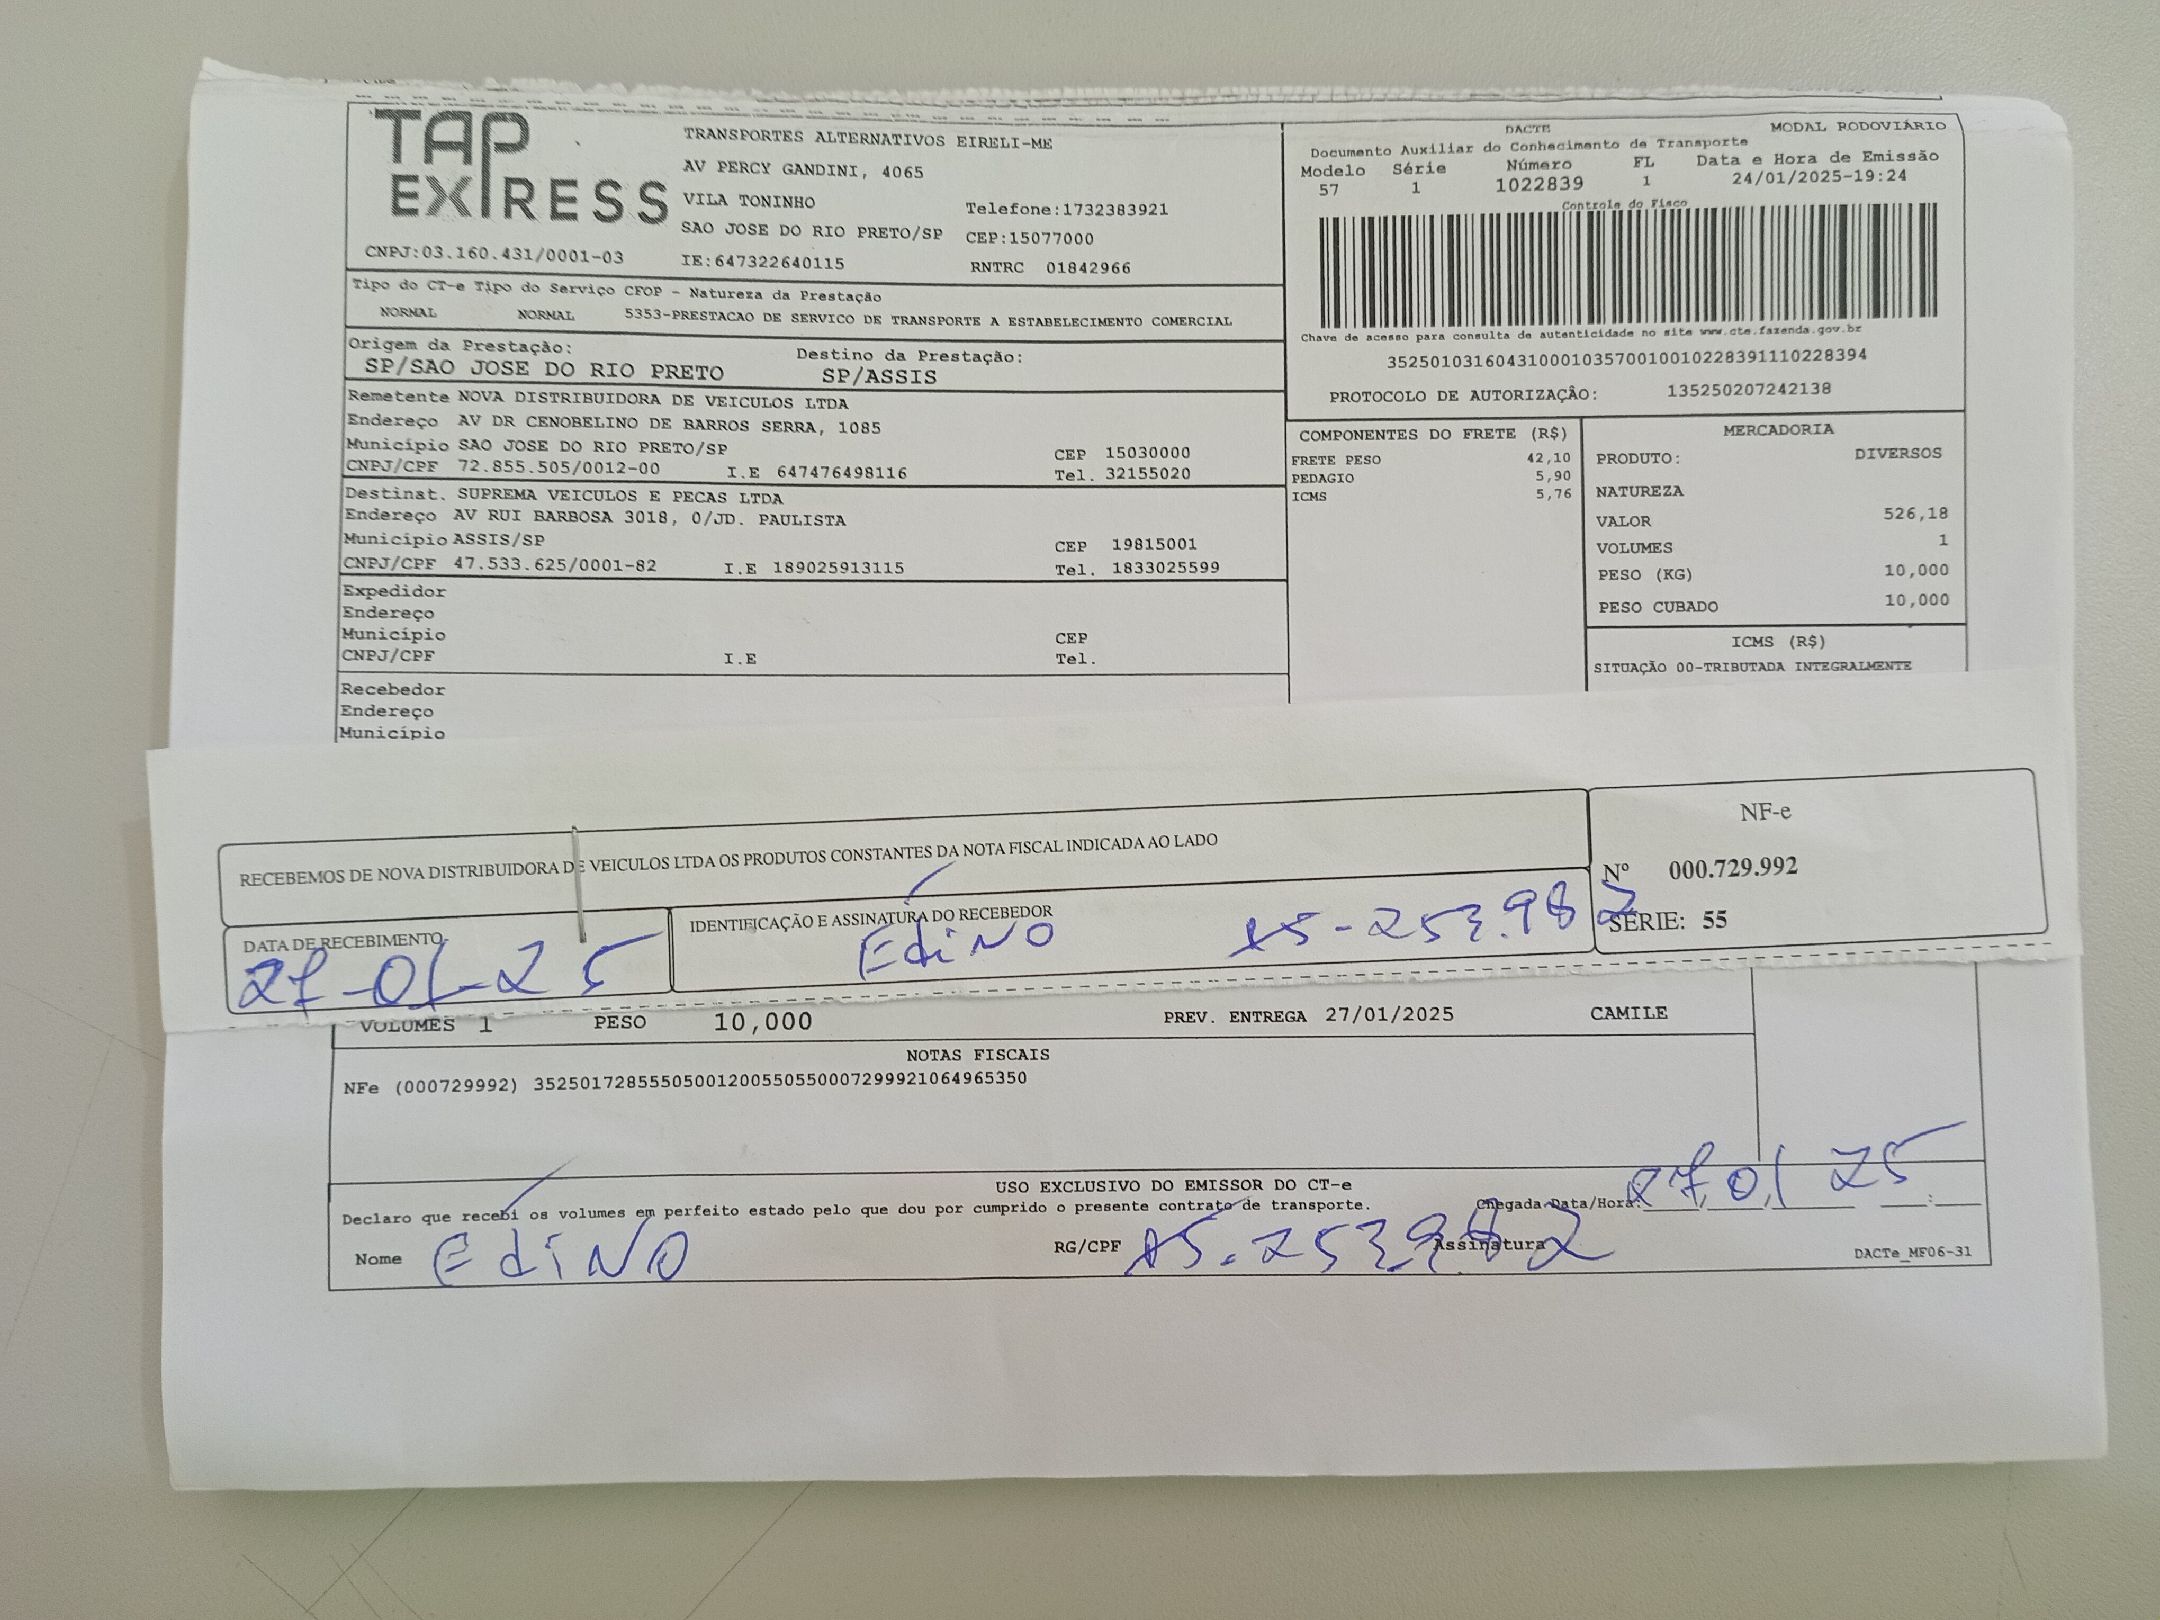 TAP EXPRESS
TRANSPORTES ALTERNATIVOS EIRELI-ME
AV PERCY GANDINI, 4065
VILA TONINHO Telefone:1732383921
SAO JOSE DO RIO PRETO/SP CEP:15077000
CNPJ:03.160.431/0001-03 IE:647322640115 RNTRC 01842966
DACTE MODAL RODOVIÁRIO
Documento Auxiliar do Conhecimento de Transporte
Modelo Série Número FL Data e Hora de Emissão
57 1 1022839 1 24/01/2025-19:24
Controle do Fisco
Chave de acesso para consulta de autenticidade no site www.cte.fazenda.gov.br
35250103160431000103570010010228391110228394
PROTOCOLO DE AUTORIZAÇÂO: 135250207242138
Tipo do CT-e Tipo do Serviço CFOP - Natureza da Prestação
NORMAL NORMAL 5353-PRESTACAO DE SERVICO DE TRANSPORTE A ESTABELECIMENTO COMERCIAL
Origem da Prestação: Destino da Prestação:
SP/SAO JOSE DO RIO PRETO SP/ASSIS
Remetente NOVA DISTRIBUIDORA DE VEICULOS LTDA
Endereço AV DR CENOBELINO DE BARROS SERRA, 1085
Município SAO JOSE DO RIO PRETO/SP CEP 15030000
CNPJ/CPF 72.855.505/0012-00 I.E 647476498116 Tel. 32155020
Destinat. SUPREMA VEICULOS E PECAS LTDA
Endereço AV RUI BARBOSA 3018, 0/JD. PAULISTA
Município ASSIS/SP CEP 19815001
CNPJ/CPF 47.533.625/0001-82 I.E 189025913115 Tel. 1833025599
Expedidor
Endereço
Município CEP
CNPJ/CPF I.E Tel.
Recebedor
Endereço
Município
COMPONENTES DO FRETE (R$)
FRETE PESO 42,10
PEDAGIO 5,90
ICMS 5,76
MERCADORIA
PRODUTO: DIVERSOS
NATUREZA
VALOR 526,18
VOLUMES 1
PESO (KG) 10,000
PESO CUBADO 10,000
ICMS (R$)
SITUAÇÃO 00-TRIBUTADA INTEGRALMENTE
RECEBEMOS DE NOVA DISTRIBUIDORA DE VEICULOS LTDA OS PRODUTOS CONSTANTES DA NOTA FISCAL INDICADA AO LADO
NF-e
Nº 000.729.992
SÉRIE: 55
DATA DE RECEBIMENTO IDENTIFICAÇÃO E ASSINATURA DO RECEBEDOR
27-01-25 EdiNO 15-253.982
VOLUMES 1 PESO 10,000 PREV. ENTREGA 27/01/2025 CAMILE
NOTAS FISCAIS
NFe (000729992) 35250172855505001200550550007299921064965350
USO EXCLUSIVO DO EMISSOR DO CT-e
Declaro que recebi os volumes em perfeito estado pelo que dou por cumprido o presente contrato de transporte. Chegada Data/Hora: 27 01 25
Nome EdiNO RG/CPF 15.253982 Assinatura DACTe_MF06-31